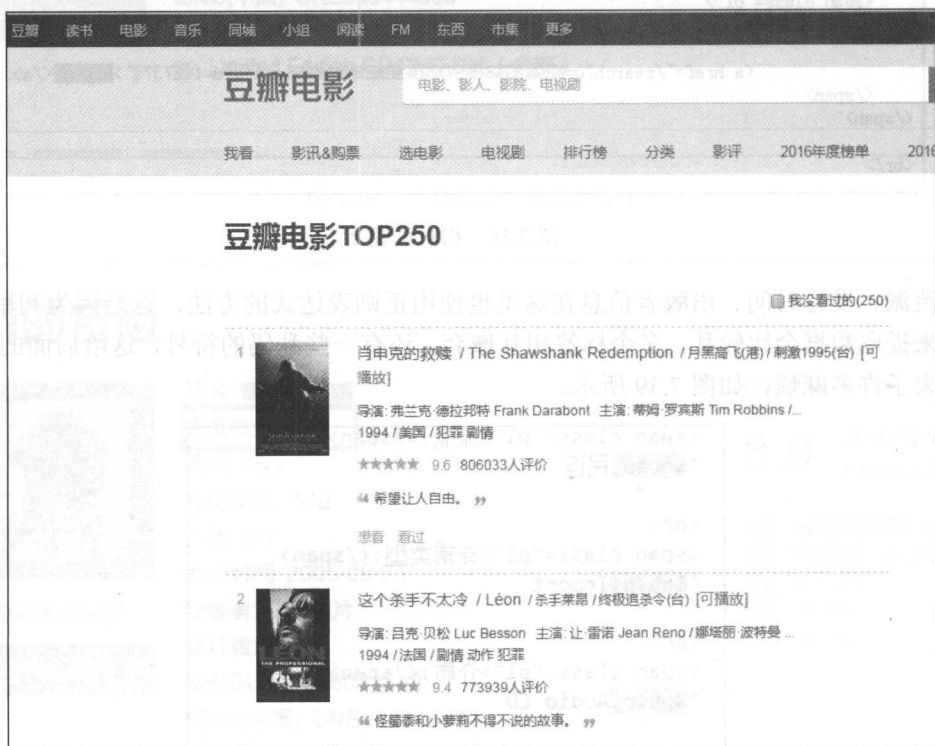 豆瓣 读书 电影 音乐 同城 小组 阅读 FM 东西 市集 更多
豆瓣电影
电影、影人、影院、电视剧
我看 影讯&购票 选电影 电视剧 排行榜 分类 影评 2016年度榜单 2016
豆瓣电影TOP250
我没看过的(250)
1
肖申克的救赎 / The Shawshank Redemption / 月黑高飞(港) / 刺激1995(台) [可
播放]
导演: 弗兰克·德拉邦特 Frank Darabont 主演: 蒂姆·罗宾斯 Tim Robbins /...
1994 / 美国 / 犯罪 剧情
★★★★★ 9.6 806033人评价
“ 希望让人自由。 ”
想看 看过
2
这个杀手不太冷 / Léon / 杀手莱昂 / 终极追杀令(台) [可播放]
LEON
THE PROFESSIONAL
导演: 吕克·贝松 Luc Besson 主演: 让·雷诺 Jean Reno / 娜塔丽·波特曼 ...
1994 / 法国 / 剧情 动作 犯罪
★★★★★ 9.4 773939人评价
“ 怪蜀黍和小萝莉不得不说的故事。 ”